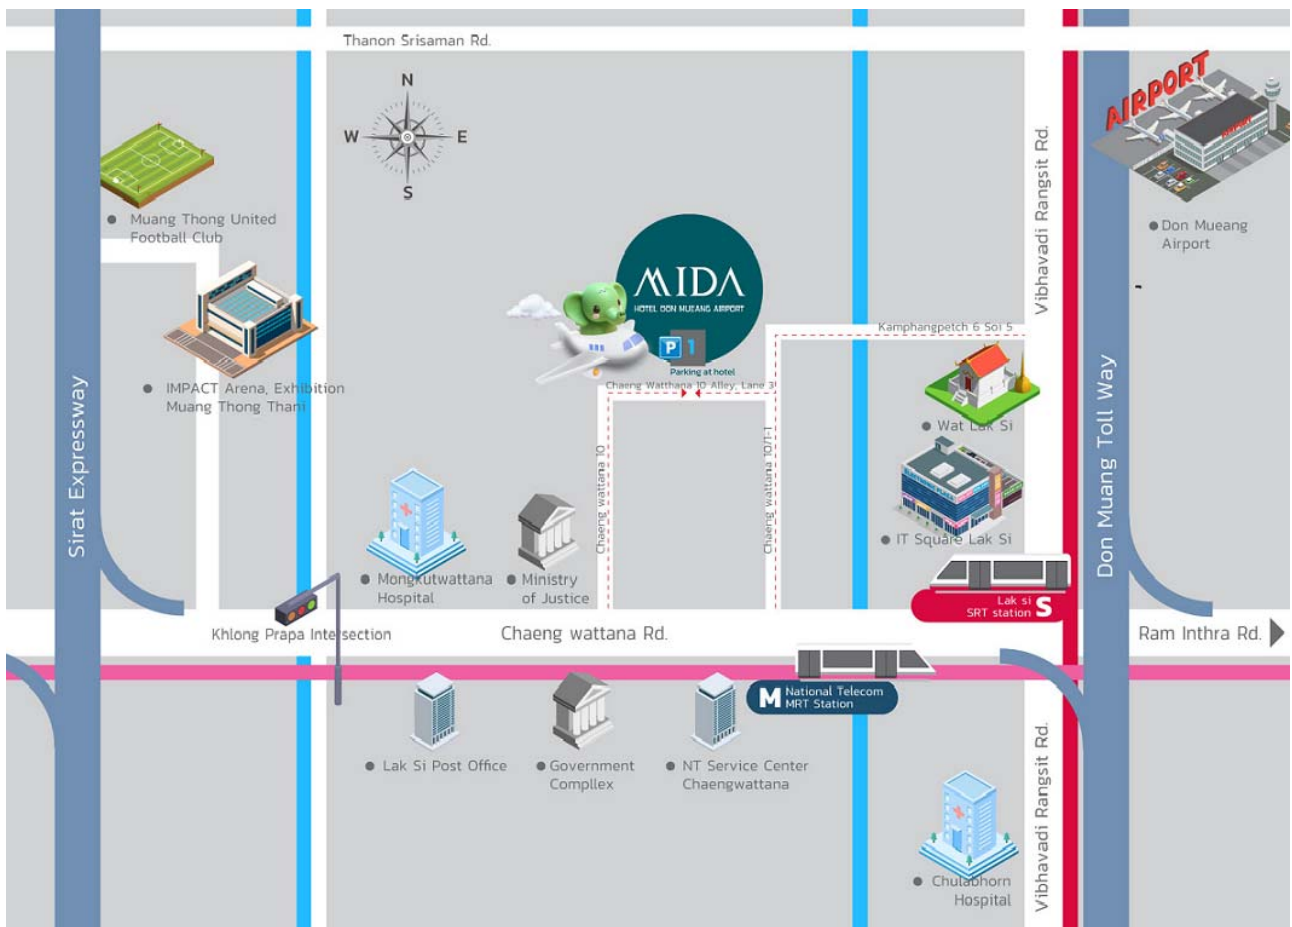 Thanon Srisaman Rd.
N
W
E
S
AIRPORT
AIRPORT
Vibhavadi Rangsit Rd.
Muang Thong United
Football Club
Don Mueang
Airport
MIDA
HOTEL DON MUEANG AIRPORT
P 1
Parking at hotel
Kamphangpetch 6 Soi 5
IMPACT Arena, Exhibition
Muang Thong Thani
Chaeng Watthana 10 Alley, Lane 3
Sirat Expressway
Don Muang Toll Way
Wat Lak Si
Chaeng wattana 10
Chaeng wattana 10/1-1
IT Square Lak Si
Mongkutwattana
Hospital
Ministry
of Justice
Lak si
SRT station S
Khlong Prapa Intersection
Chaeng wattana Rd.
Ram Inthra Rd.
M National Telecom
MRT Station
Lak Si Post Office
Government
Compllex
NT Service Center
Chaengwattana
Vibhavadi Rangsit Rd.
Chulabhorn
Hospital